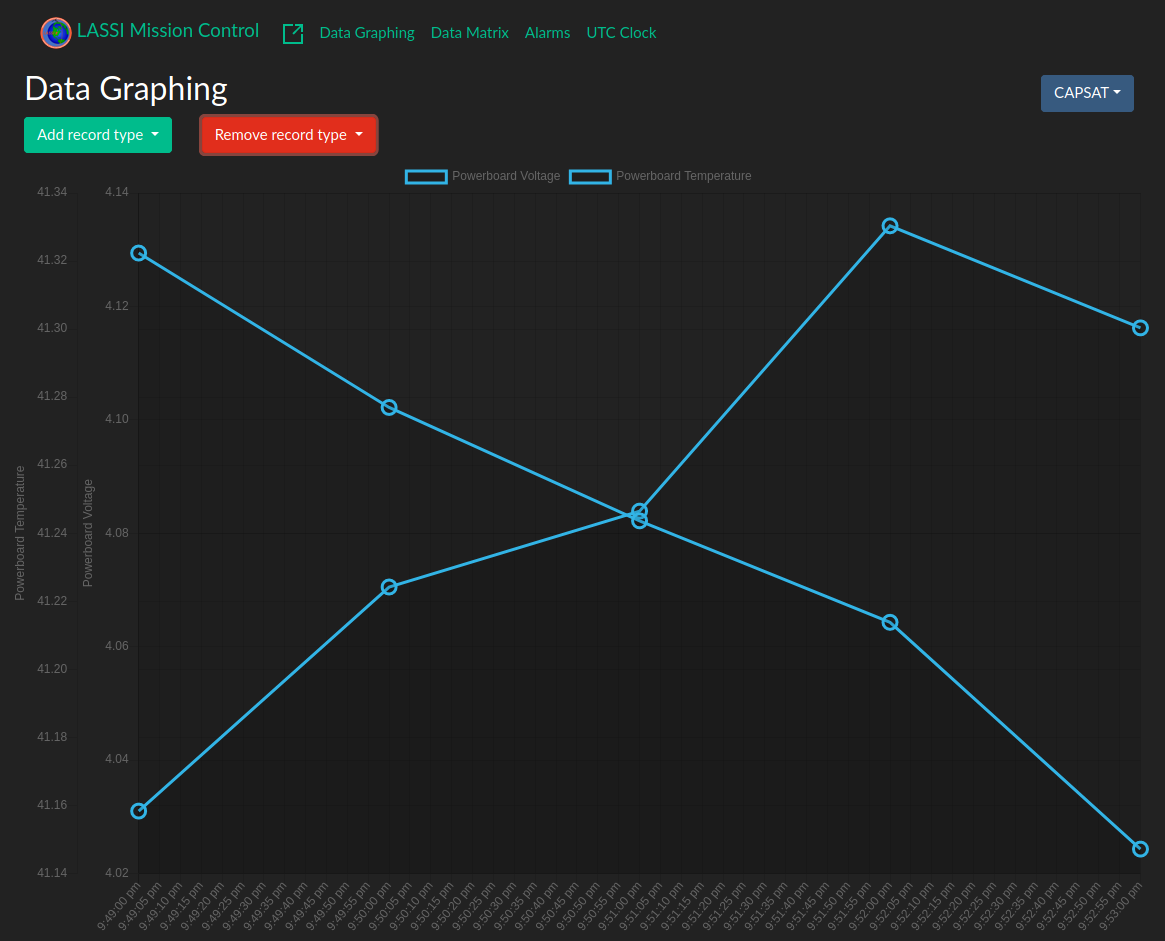 LASSI Mission Control
Data Graphing
Data Matrix
Alarms
UTC Clock
Data Graphing
CAPSAT
Add record type
Remove record type
Powerboard Voltage
Powerboard Temperature
Powerboard Temperature
41.34
41.32
41.30
41.28
41.26
41.24
41.22
41.20
41.18
41.16
41.14
Powerboard Voltage
4.14
4.12
4.10
4.08
4.06
4.04
4.02
9:49:00 pm
9:49:05 pm
9:49:10 pm
9:49:15 pm
9:49:20 pm
9:49:25 pm
9:49:30 pm
9:49:35 pm
9:49:40 pm
9:49:45 pm
9:49:50 pm
9:49:55 pm
9:50:00 pm
9:50:05 pm
9:50:10 pm
9:50:15 pm
9:50:20 pm
9:50:25 pm
9:50:30 pm
9:50:35 pm
9:50:40 pm
9:50:45 pm
9:50:50 pm
9:50:55 pm
9:51:00 pm
9:51:05 pm
9:51:10 pm
9:51:15 pm
9:51:20 pm
9:51:25 pm
9:51:30 pm
9:51:35 pm
9:51:40 pm
9:51:45 pm
9:51:50 pm
9:51:55 pm
9:52:00 pm
9:52:05 pm
9:52:10 pm
9:52:15 pm
9:52:20 pm
9:52:25 pm
9:52:30 pm
9:52:35 pm
9:52:40 pm
9:52:45 pm
9:52:50 pm
9:52:55 pm
9:53:00 pm